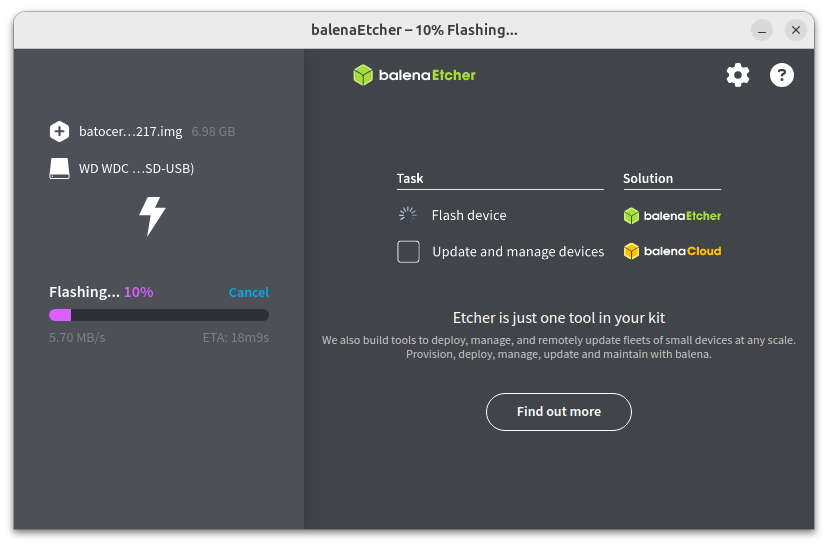 balenaEtcher – 10% Flashing...
balenaEtcher
?
batocer…217.img 6.98 GB
WD WDC …SD-USB)
Flashing... 10% Cancel
5.70 MB/s ETA: 18m9s
Task Solution
Flash device balenaEtcher
Update and manage devices balenaCloud
Etcher is just one tool in your kit
We also build tools to deploy, manage, and remotely update fleets of small devices at any scale.
Provision, deploy, manage, update and maintain with balena.
Find out more